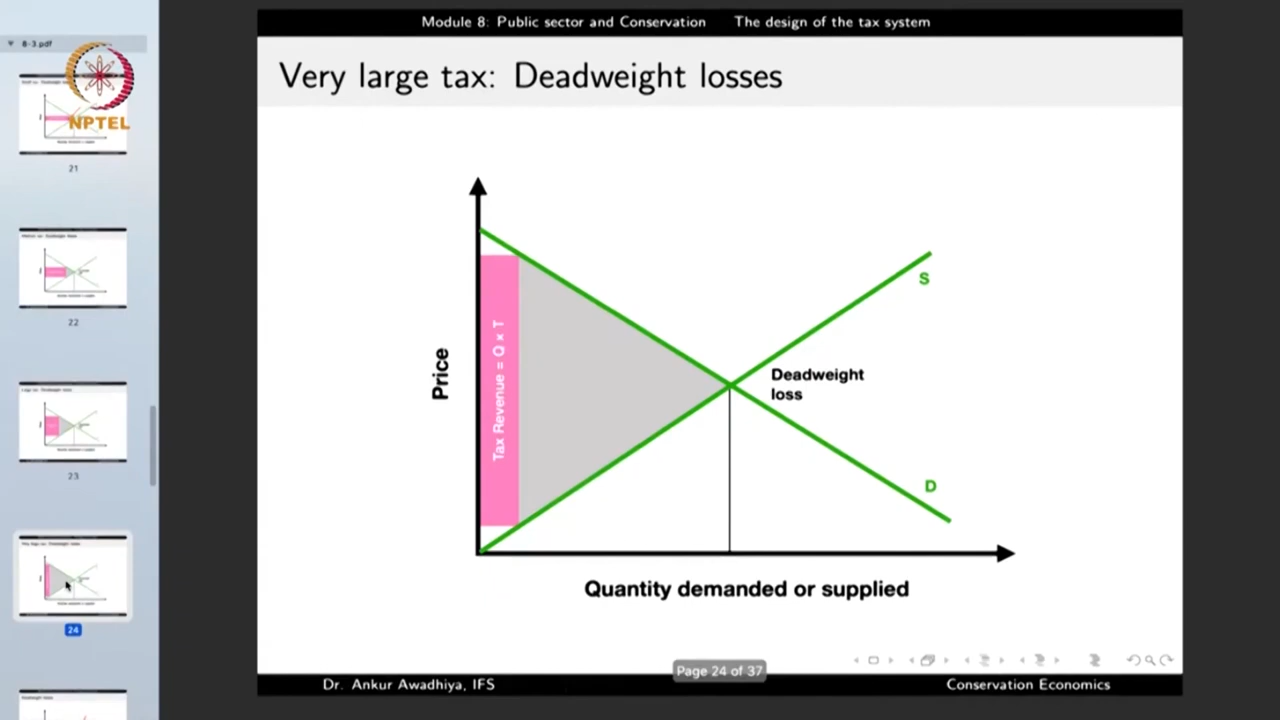 Module 8: Public sector and Conservation The design of the tax system
8-3.pdf
NPTEL
21
22
23
24
Very large tax: Deadweight losses
Price
Tax Revenue = Q x T
S
Deadweight
loss
D
Quantity demanded or supplied
Page 24 of 37
Dr. Ankur Awadhiya, IFS
Conservation Economics